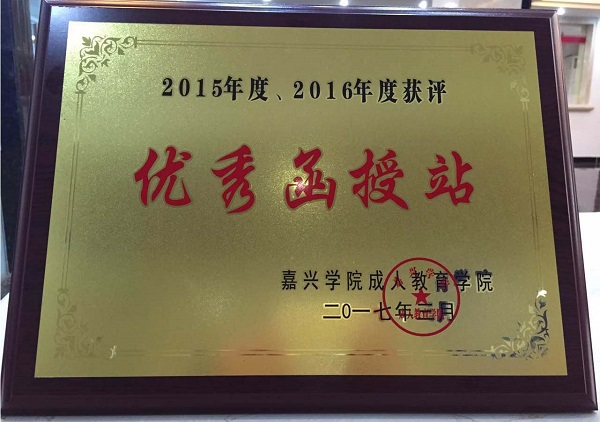 2015年度、2016年度获评
优秀函授站
嘉兴学院成人教育学院
二〇一七年三月